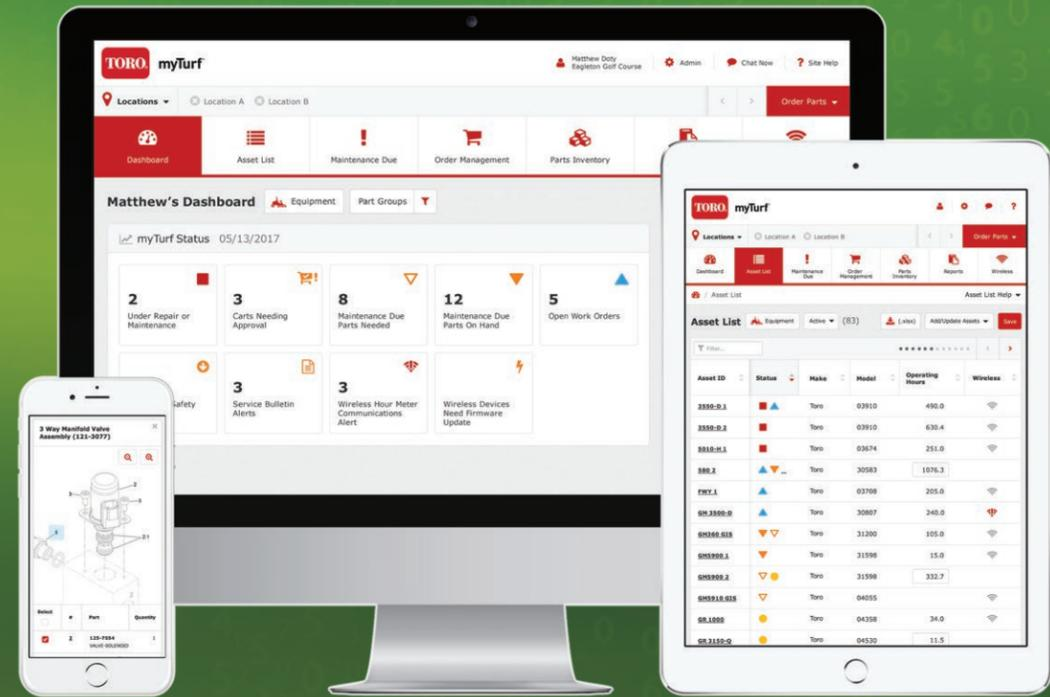 TORO. myTurf
Matthew Doty
Eagleton Golf Course
Admin
Chat Now
? Site Help
Locations
Location A
Location B
Order Parts
Dashboard
Asset List
Maintenance Due
Order Management
Parts Inventory
Matthew's Dashboard
Equipment
Part Groups
myTurf Status 05/13/2017
2
Under Repair or
Maintenance
3
Carts Needing
Approval
8
Maintenance Due
Parts Needed
12
Maintenance Due
Parts On Hand
5
Open Work Orders
Safety
3
Service Bulletin
Alerts
3
Wireless Hour Meter
Communications
Alert
Wireless Devices
Need Firmware
Update
3 Way Manifold Valve
Assembly (121-3077)
Select # Part Quantity
2 125-7554 1
VALVE-SOLENOID
TORO. myTurf
Locations
Location A
Location B
Order Parts
Dashboard
Asset List
Maintenance
Due
Order
Management
Parts
Inventory
Reports
Wireless
/ Asset List
Asset List Help
Asset List
Equipment
Active
(83)
(.xlsx)
Add/Update Assets
Save
Filter...
Asset ID Status Make Model Operating Hours Wireless
3550-D 1 Toro 03910 490.0
3550-D 2 Toro 03910 630.4
5010-H 1 Toro 03674 251.0
580 2 ... Toro 30583 1076.3
FWY 1 Toro 03708 205.0
GM 3500-D Toro 30807 240.0
GM360 GIS Toro 31200 105.0
GM5900 1 Toro 31598 15.0
GM5900 2 Toro 31598 332.7
GM5910 GIS Toro 04055
GR 1000 Toro 04358 34.0
GR 3150-Q Toro 04530 11.5